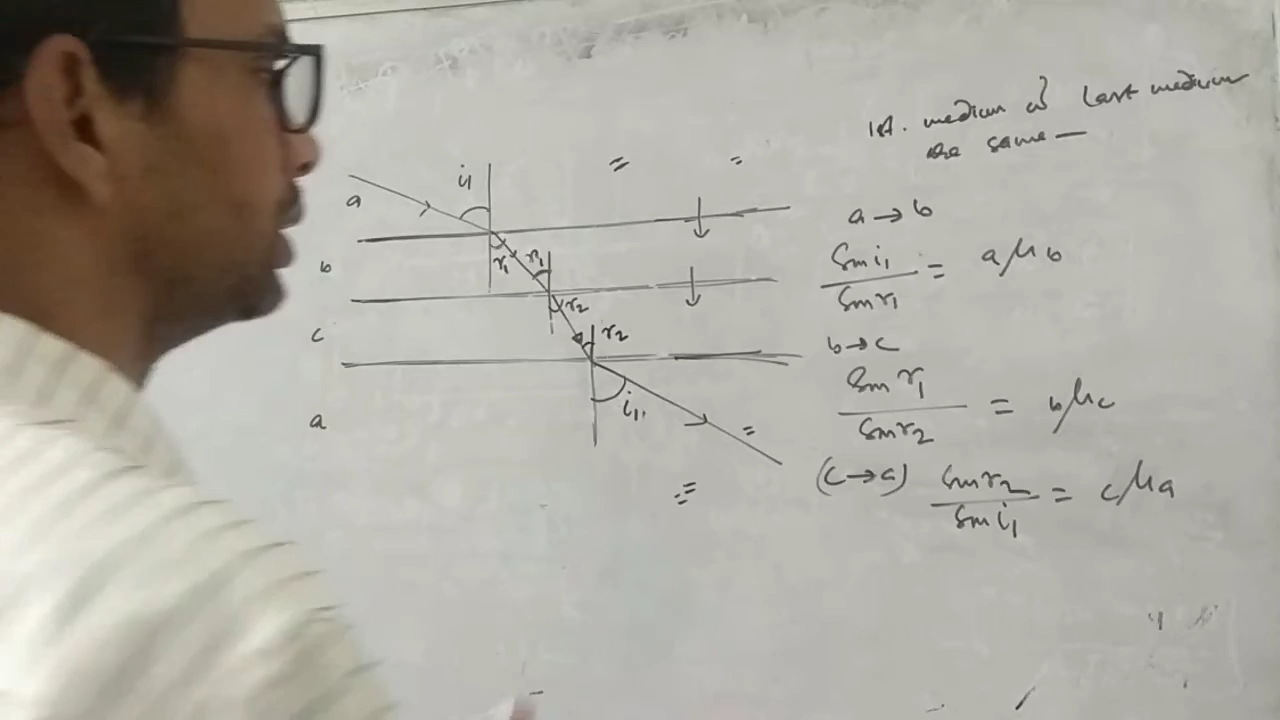 1st. medium & last medium
are same —
a → b
Sin i₁ / Sin r₁ = aμb
b → c
Sin r₁ / Sin r₂ = bμc
(c → a) Sin r₂ / Sin i₁ = cμa
a
i₁
b
r₁ r₁
r₂
c
r₂
a
i₁